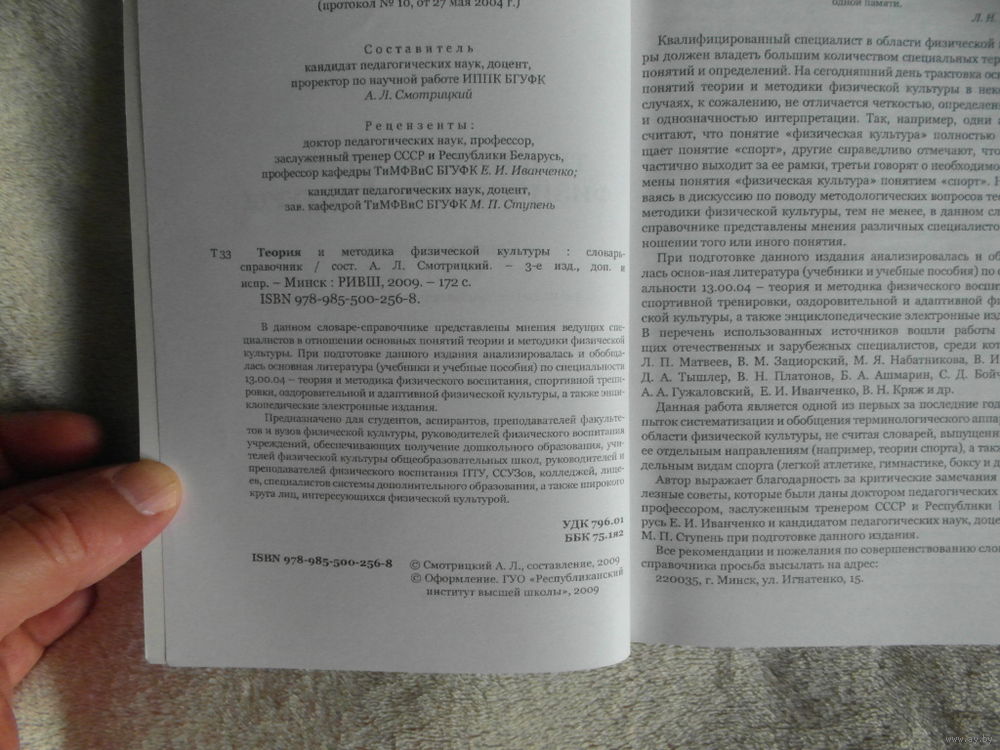 (протокол № 10, от 27 мая 2004 г.)
Составитель
кандидат педагогических наук, доцент,
проректор по научной работе ИППК БГУФК
А. Л. Смотрицкий
Рецензенты:
доктор педагогических наук, профессор,
заслуженный тренер СССР и Республики Беларусь,
профессор кафедры ТиМФВиС БГУФК Е. И. Иванченко;
кандидат педагогических наук, доцент,
зав. кафедрой ТиМФВиС БГУФК М. П. Ступень
Т 33 Теория и методика физической культуры : словарь-
справочник / сост. А. Л. Смотрицкий. – 3-е изд., доп. и
испр. – Минск : РИВШ, 2009. – 172 с.
ISBN 978-985-500-256-8.
В данном словаре-справочнике представлены мнения ведущих спе-
циалистов в отношении основных понятий теории и методики физической
культуры. При подготовке данного издания анализировалась и обобща-
лась основная литература (учебники и учебные пособия) по специальности
13.00.04 – теория и методика физического воспитания, спортивной трени-
ровки, оздоровительной и адаптивной физической культуры, а также энци-
клопедические электронные издания.
Предназначено для студентов, аспирантов, преподавателей факульте-
тов и вузов физической культуры, руководителей физического воспитания
учреждений, обеспечивающих получение дошкольного образования, учи-
телей физической культуры общеобразовательных школ, руководителей и
преподавателей физического воспитания ПТУ, ССУЗов, колледжей, лице-
ев, специалистов системы дополнительного образования, а также широкого
круга лиц, интересующихся физической культурой.
УДК 796.01
ББК 75.1я2
ISBN 978-985-500-256-8
© Смотрицкий А. Л., составление, 2009
© Оформление. ГУО «Республиканский
институт высшей школы», 2009
одной памяти.
Л. Н.
Квалифицированный специалист в области физической
ры должен владеть большим количеством специальных тер
понятий и определений. На сегодняшний день трактовка осн
понятий теории и методики физической культуры в нек
случаях, к сожалению, не отличается четкостью, определен
и однозначностью интерпретации. Так, например, одни
считают, что понятие «физическая культура» полностью
щает понятие «спорт», другие справедливо отмечают, что
частично выходит за ее рамки, третьи говорят о необходимо
мены понятия «физическая культура» понятием «спорт». Н
ваясь в дискуссию по поводу методологических вопросов те
методики физической культуры, тем не менее, в данном сл
справочнике представлены мнения различных специалистов
ношении того или иного понятия.
При подготовке данного издания анализировалась и об
лась основ-ная литература (учебники и учебные пособия) по с
альности 13.00.04 – теория и методика физического воспит
спортивной тренировки, оздоровительной и адаптивной ф
ской культуры, а также энциклопедические электронные изд
В перечень использованных источников вошли работы
щих отечественных и зарубежных специалистов, среди кот
Л. П. Матвеев, В. М. Зациорский, М. Я. Набатникова, В. И
Д. А. Тышлер, В. Н. Платонов, Б. А. Ашмарин, С. Д. Бойч
А. А. Гужаловский, Е. И. Иванченко, В. Н. Кряж и др.
Данная работа является одной из первых за последние год
пыток систематизации и обобщения терминологического аппар
области физической культуры, не считая словарей, выпущенн
ее отдельным направлениям (например, теории спорта), а такж
дельным видам спорта (легкой атлетике, гимнастике, боксу и д
Автор выражает благодарность за критические замечания
лезные советы, которые были даны доктором педагогических
профессором, заслуженным тренером СССР и Республики
русь Е. И. Иванченко и кандидатом педагогических наук, доце
М. П. Ступень при подготовке данного издания.
Все рекомендации и пожелания по совершенствованию сло
справочника просьба высылать на адрес:
220035, г. Минск, ул. Игнатенко, 15.
www.ay.by